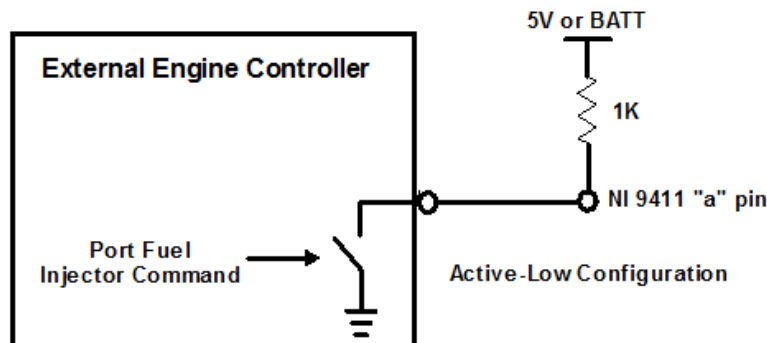 5V or BATT
External Engine Controller
1K
NI 9411 "a" pin
Port Fuel
Injector Command
Active-Low Configuration